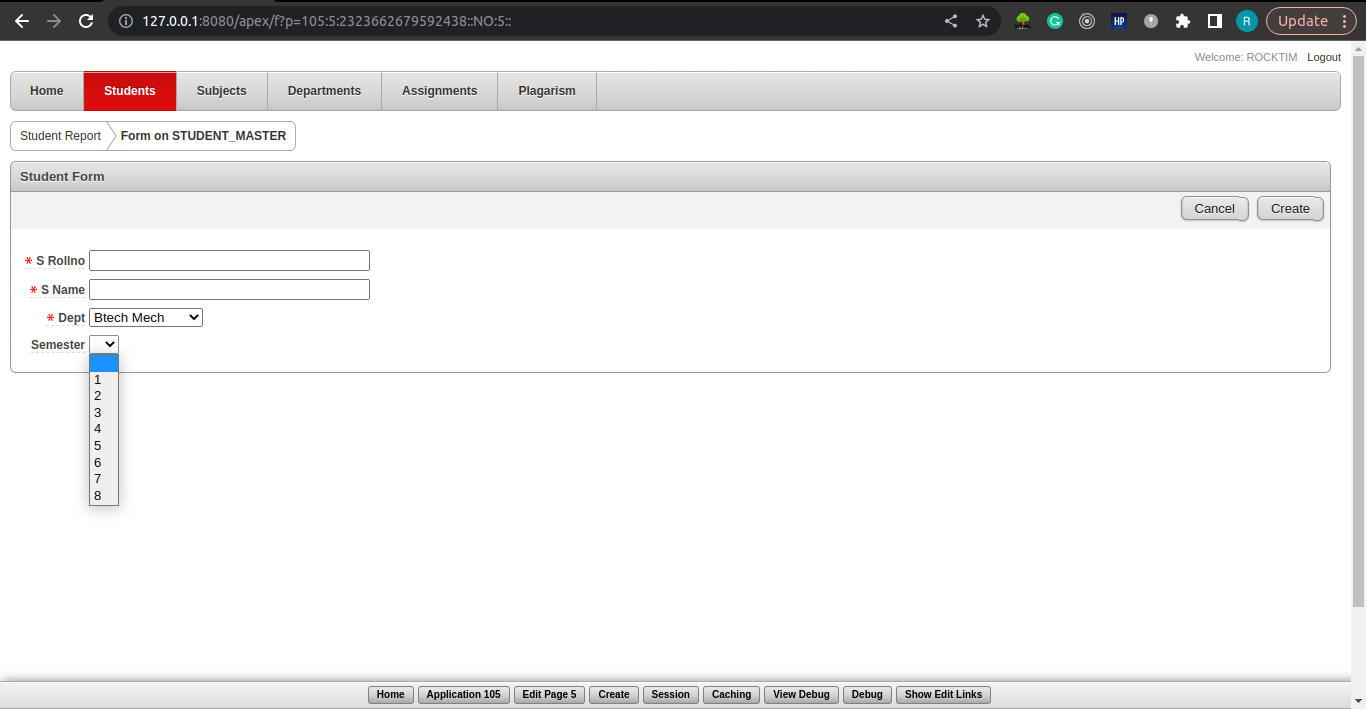 127.0.0.1:8080/apex/f?p=105:5:2323662679592438::NO:5::
G
HP
R
Update
Welcome: ROCKTIM Logout
Home Students Subjects Departments Assignments Plagarism
Student Report Form on STUDENT_MASTER
Student Form
Cancel Create
* S Rollno
* S Name
* Dept Btech Mech
Semester
1
2
3
4
5
6
7
8
Home Application 105 Edit Page 5 Create Session Caching View Debug Debug Show Edit Links